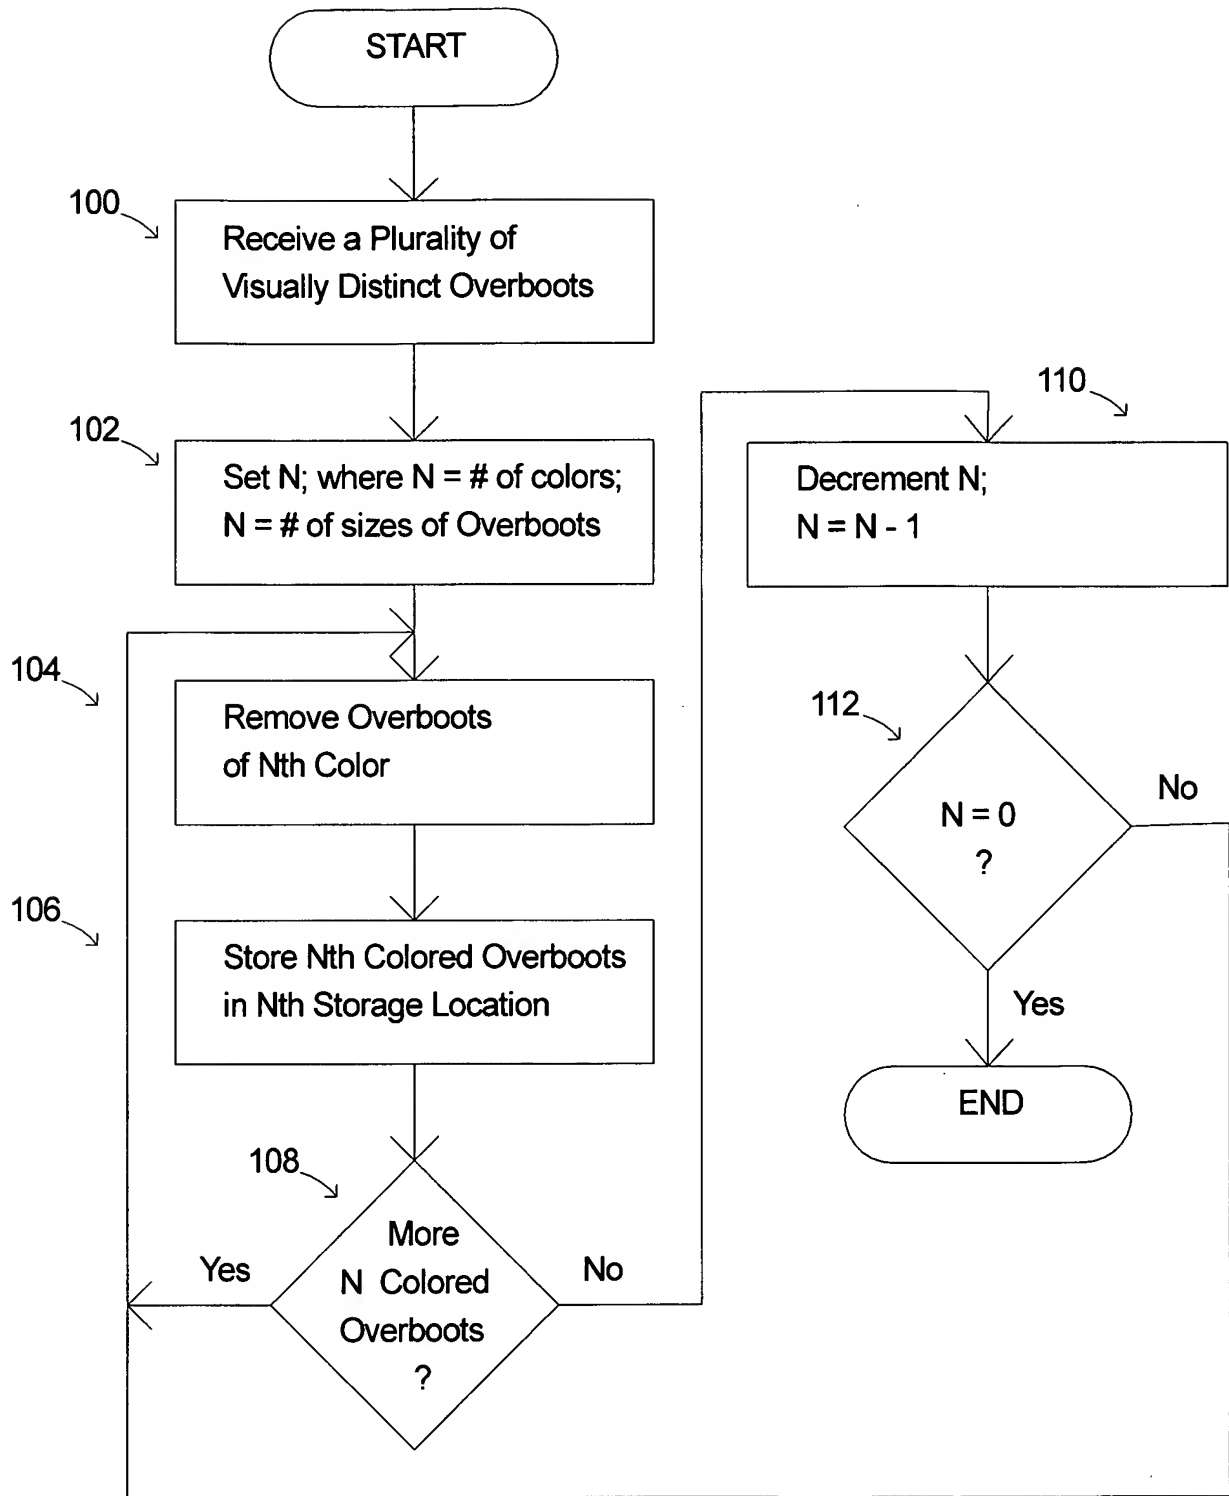 START
100
Receive a Plurality of
Visually Distinct Overboots
102
Set N; where N = # of colors;
N = # of sizes of Overboots
104
Remove Overboots
of Nth Color
106
Store Nth Colored Overboots
in Nth Storage Location
108
More
N Colored
Overboots
?
Yes
No
110
Decrement N;
N = N - 1
112
N = 0
?
No
Yes
END